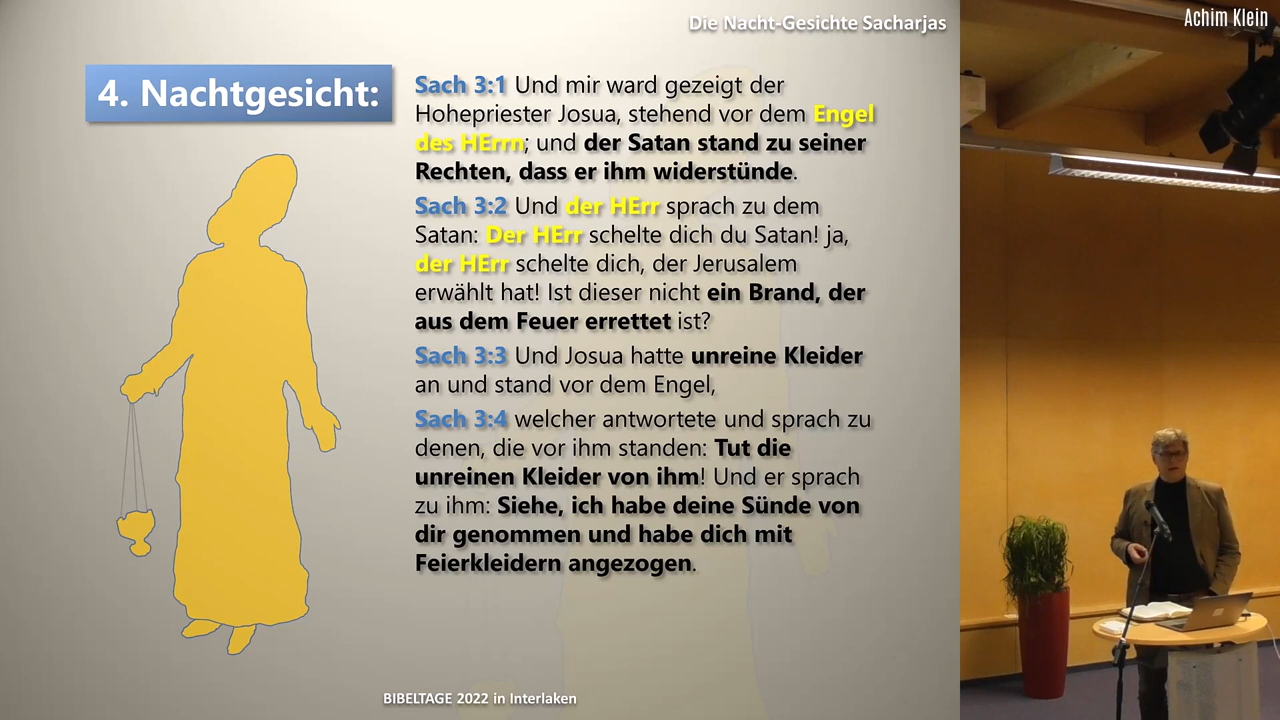 Die Nacht-Gesichte Sacharjas
Achim Klein
4. Nachtgesicht:
Sach 3:1 Und mir ward gezeigt der
Hohepriester Josua, stehend vor dem Engel
des HErrn; und der Satan stand zu seiner
Rechten, dass er ihm widerstünde.
Sach 3:2 Und der HErr sprach zu dem
Satan: Der HErr schelte dich du Satan! ja,
der HErr schelte dich, der Jerusalem
erwählt hat! Ist dieser nicht ein Brand, der
aus dem Feuer errettet ist?
Sach 3:3 Und Josua hatte unreine Kleider
an und stand vor dem Engel,
Sach 3:4 welcher antwortete und sprach zu
denen, die vor ihm standen: Tut die
unreinen Kleider von ihm! Und er sprach
zu ihm: Siehe, ich habe deine Sünde von
dir genommen und habe dich mit
Feierkleidern angezogen.
BIBELTAGE 2022 in Interlaken